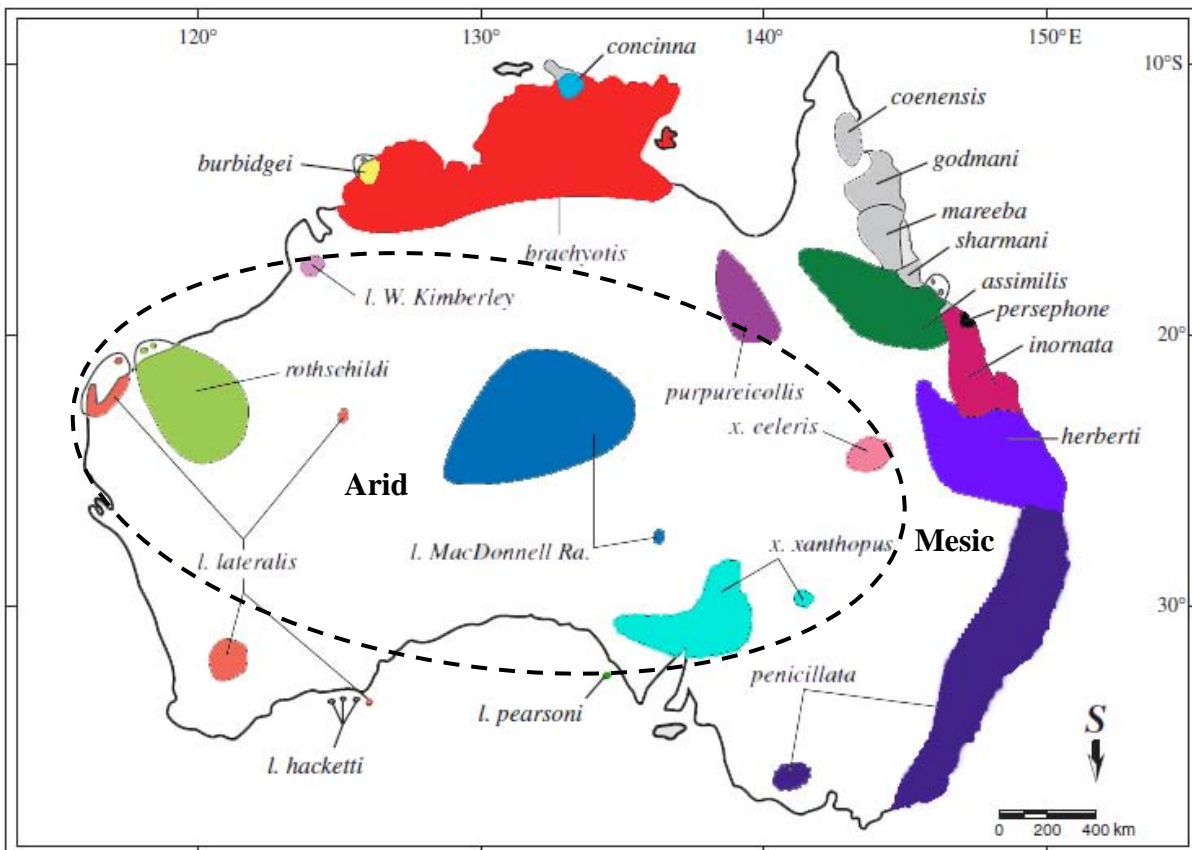 120°
130°
140°
150°E
10°S
20°
30°
concinna
coenensis
burbidgei
godmani
mareeba
sharmani
brachyotis
l. W. Kimberley
assimilis
persephone
inornata
rothschildi
purpureicollis
x. celeris
herberti
Arid
l. lateralis
l. MacDonnell Ra.
x. xanthopus
Mesic
penicillata
l. pearsoni
l. hacketti
S
0 200 400 km